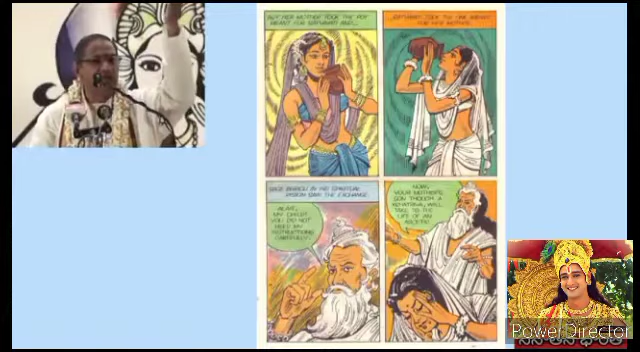 BUT HER MOTHER TOOK THE POT
MEANT FOR SATYAVATI AND...
...SATYAVATI TOOK THE ONE MEANT
FOR HER MOTHER.
SAGE BHRIGU IN HIS SPIRITUAL
VISION SAW THE EXCHANGE.
ALAS,
MY CHILD!
YOU DID NOT
HEED MY
INSTRUCTIONS
CAREFULLY.
NOW,
YOUR MOTHER'S
SON THOUGH A
KSHATRIYA, WILL
TAKE TO THE
LIFE OF AN
ASCETIC.
PowerDirector